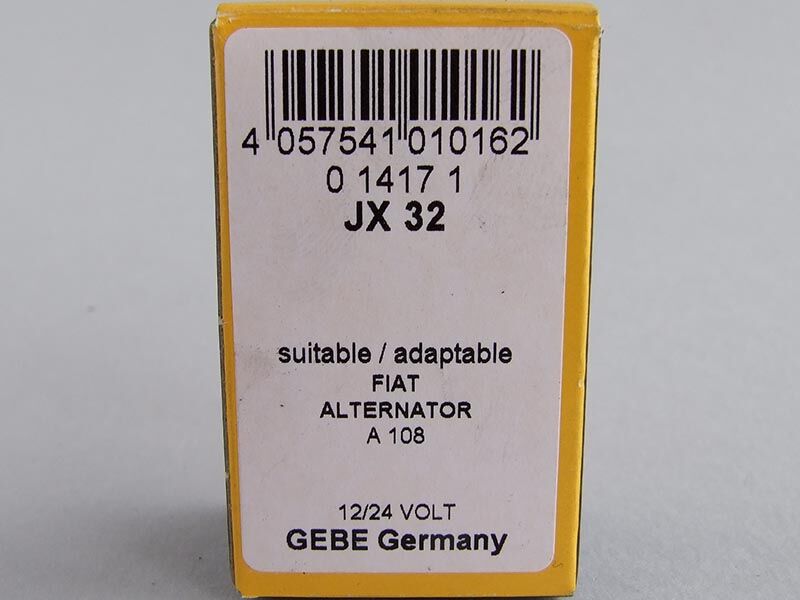 4 057541 010162
0 1417 1
JX 32
suitable / adaptable
FIAT
ALTERNATOR
A 108
12/24 VOLT
GEBE Germany